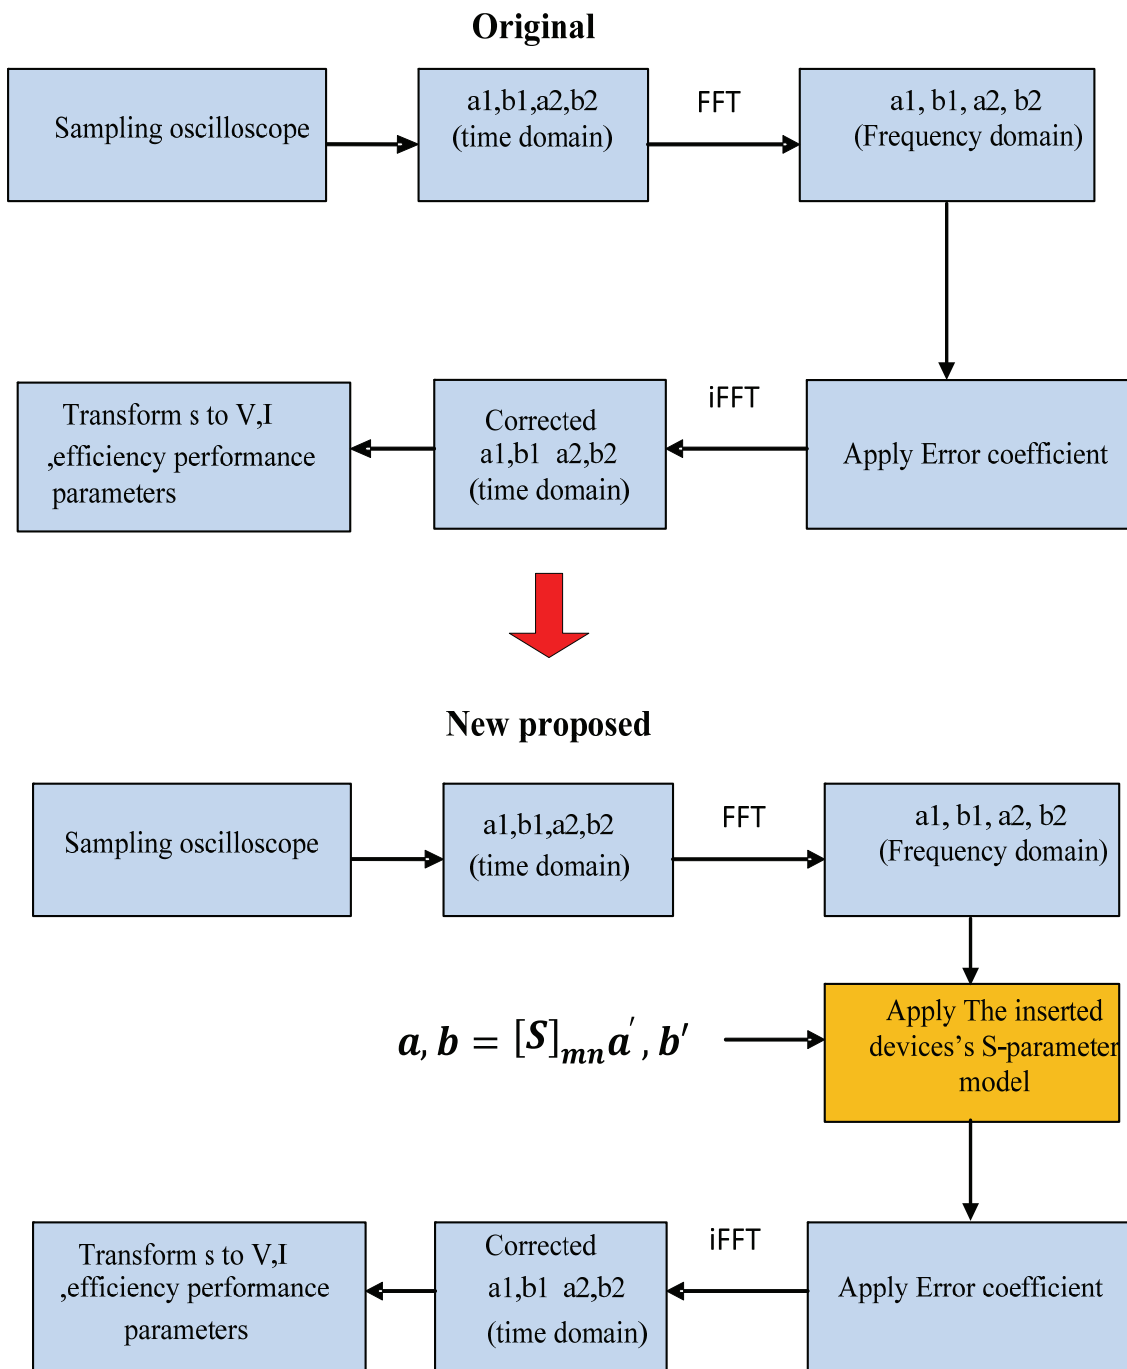 Original
Sampling oscilloscope
a1,b1,a2,b2
(time domain)
FFT
a1, b1, a2, b2
(Frequency domain)
Transform s to V,I
,efficiency performance
parameters
Corrected
a1,b1 a2,b2
(time domain)
iFFT
Apply Error coefficient
New proposed
Sampling oscilloscope
a1,b1,a2,b2
(time domain)
FFT
a1, b1, a2, b2
(Frequency domain)
a, b = [S]mn a', b'
Apply The inserted
devices's S-parameter
model
Transform s to V,I
,efficiency performance
parameters
Corrected
a1,b1 a2,b2
(time domain)
iFFT
Apply Error coefficient